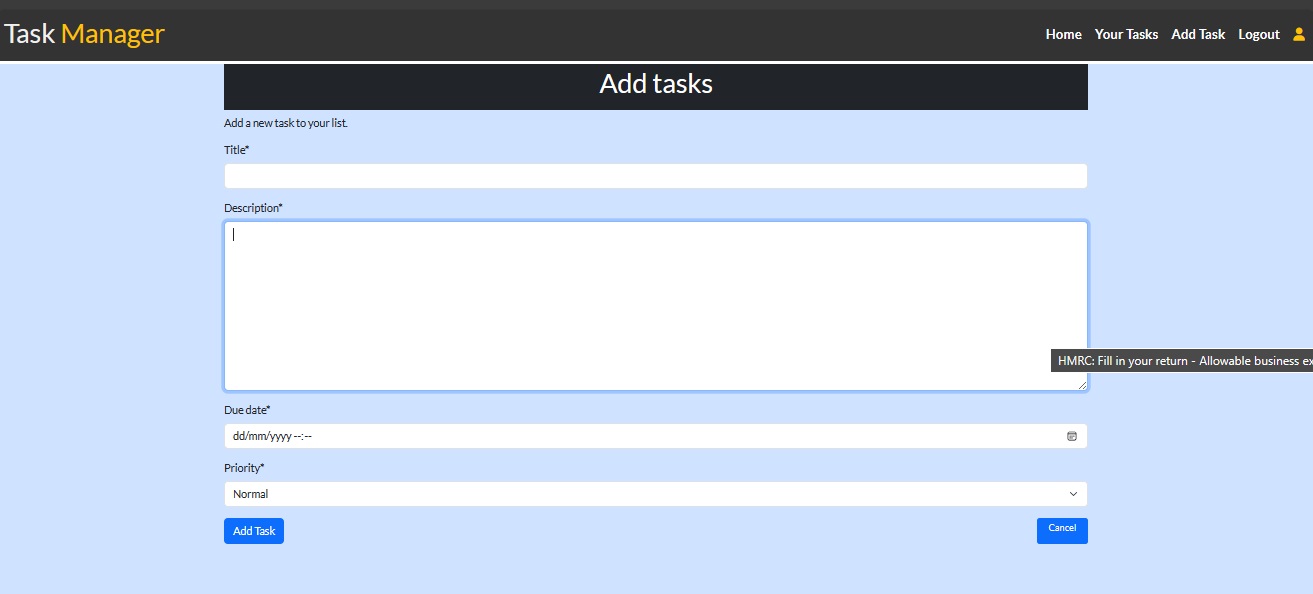 Task Manager
Home Your Tasks Add Task Logout
Add tasks
Add a new task to your list.
Title*
Description*
HMRC: Fill in your return - Allowable business
Due date*
dd/mm/yyyy --:--
Priority*
Normal
Add Task
Cancel